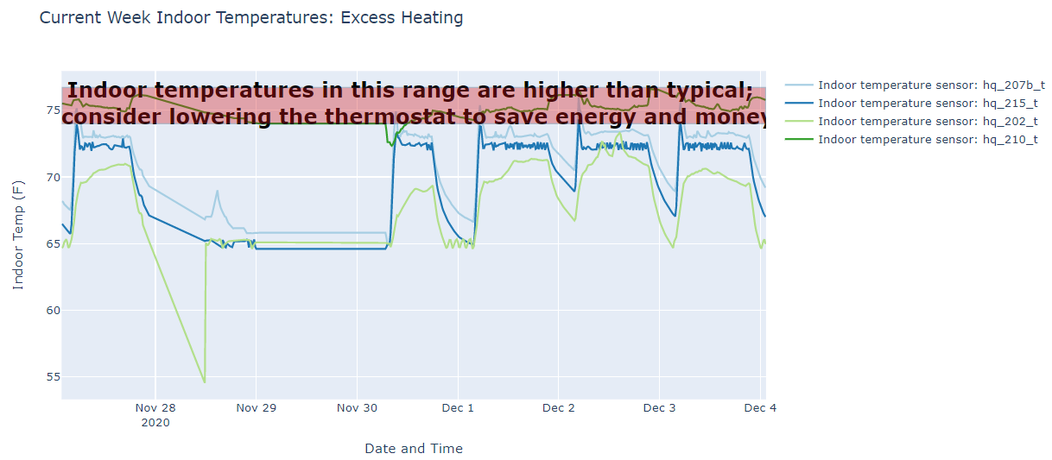 Current Week Indoor Temperatures: Excess Heating
Indoor temperatures in this range are higher than typical;
consider lowering the thermostat to save energy and money
Indoor temperature sensor: hq_207b_t
Indoor temperature sensor: hq_215_t
Indoor temperature sensor: hq_202_t
Indoor temperature sensor: hq_210_t
Indoor Temp (F)
75
70
65
60
55
Nov 28
2020
Nov 29
Nov 30
Dec 1
Dec 2
Dec 3
Dec 4
Date and Time